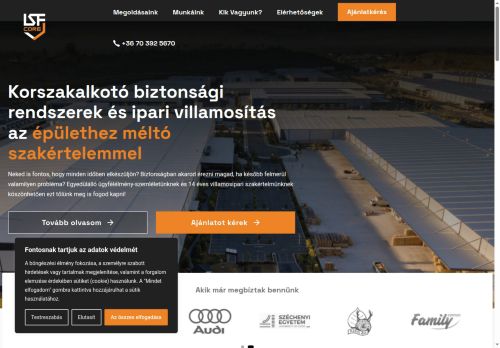 LSF
CORE
Megoldásaink
Munkáink
Kik Vagyunk?
Elérhetőségek
Ajánlatkérés
+36 70 392 5670
Korszakalkotó biztonsági
rendszerek és ipari villamosítás
az épülethez méltó
szakértelemmel
Neked is fontos, hogy minden időben elkészüljön? Biztonságban akarod érezni magad, ha később felmerül
valamilyen probléma? Egyedülálló ügyfélélmény-szemléletünknek és 14 éves villamosipari szakértelmünknek
köszönhetően ezt tőlünk meg is fogod kapni!
Tovább olvasom
Ajánlatot kérek
Fontosnak tartjuk az adatok védelmét
A böngészési élmény fokozása, a személyre szabott
hirdetések vagy tartalmak megjelenítése, valamint a forgalom
elemzése érdekében sütiket (cookie) használunk. A "Mindet
elfogadom" gombra kattintva hozzájárulhat a sütik
használatához.
Testreszabás
Elutasít
Az összes elfogadása
Akik már megbíztak bennünk
Audi
SZÉCHENYI
EGYETEM
Family